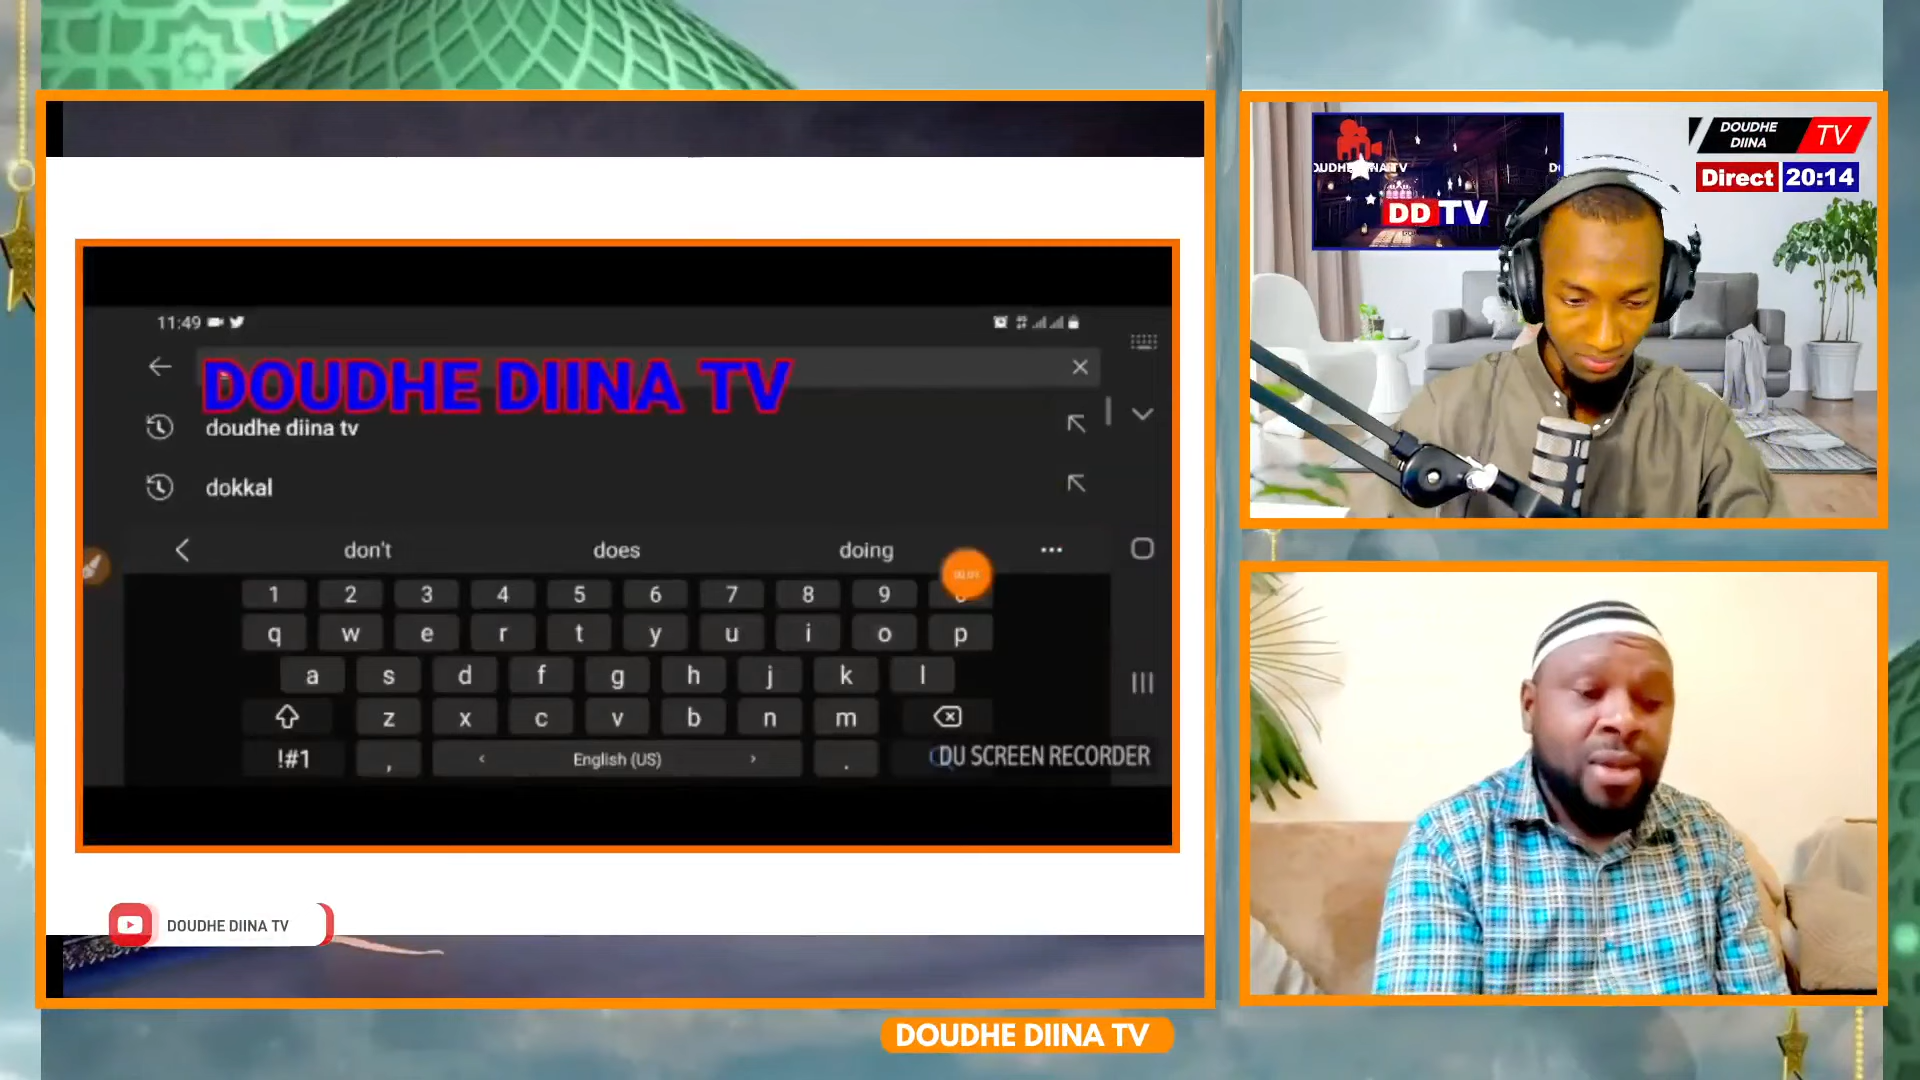 11:49
DOUDHE DIINA TV
doudhe diina tv
dokkal
don't does doing
1 2 3 4 5 6 7 8 9
q w e r t y u i o p
a s d f g h j k l
z x c v b n m
!#1 , < English (US) > .
DU SCREEN RECORDER
DOUDHE DIINA TV
DOUDHE DIINA TV
DD TV
DOUDHE
DIINA
TV
Direct 20:14